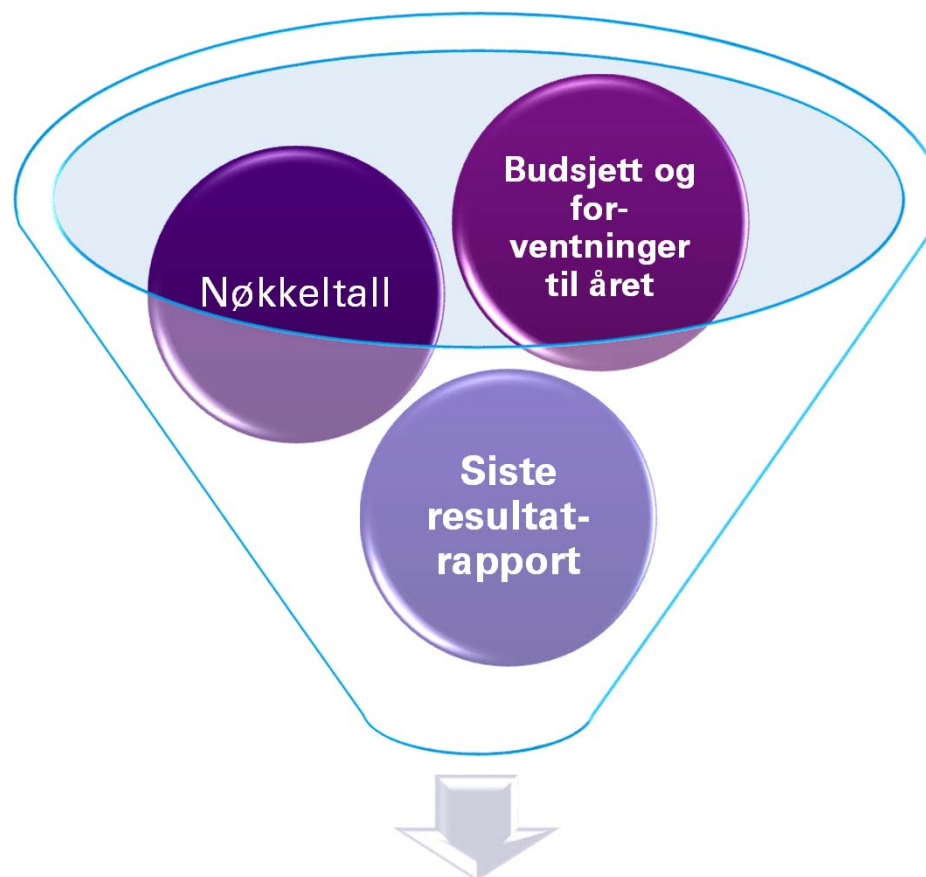 Nøkkeltall
Budsjett og
for-
ventninger
til året
Siste
resultat-
rapport